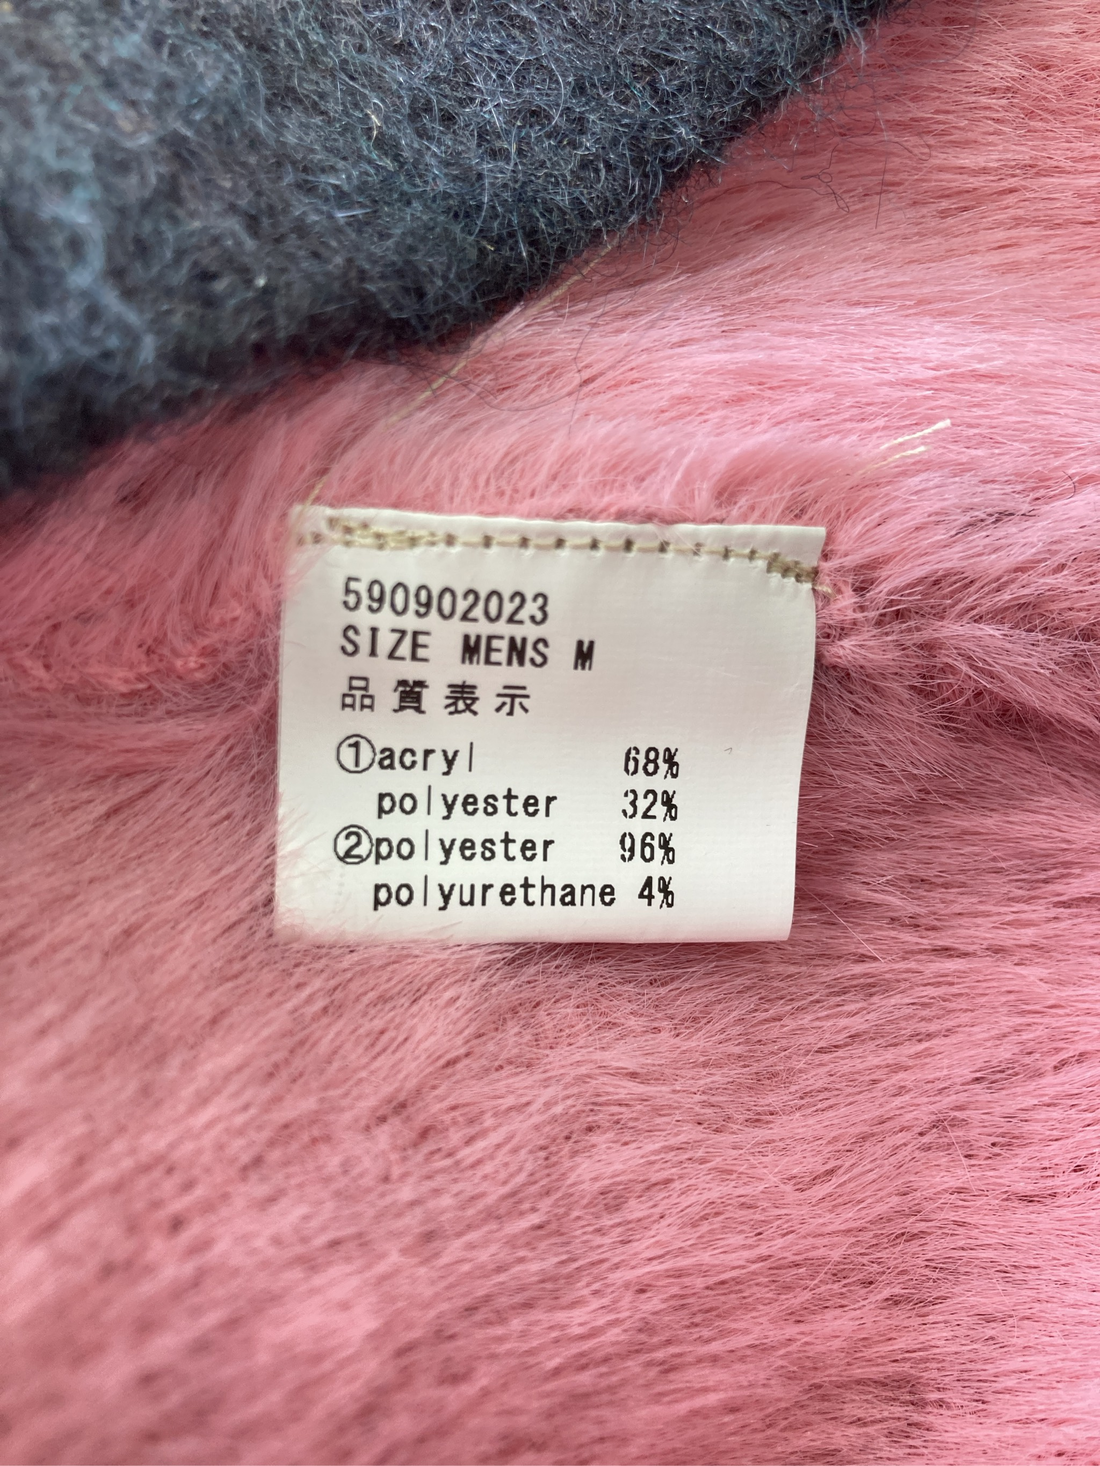 590902023
SIZE MENS M
品質表示
①acryl 68%
polyester 32%
②polyester 96%
polyurethane 4%